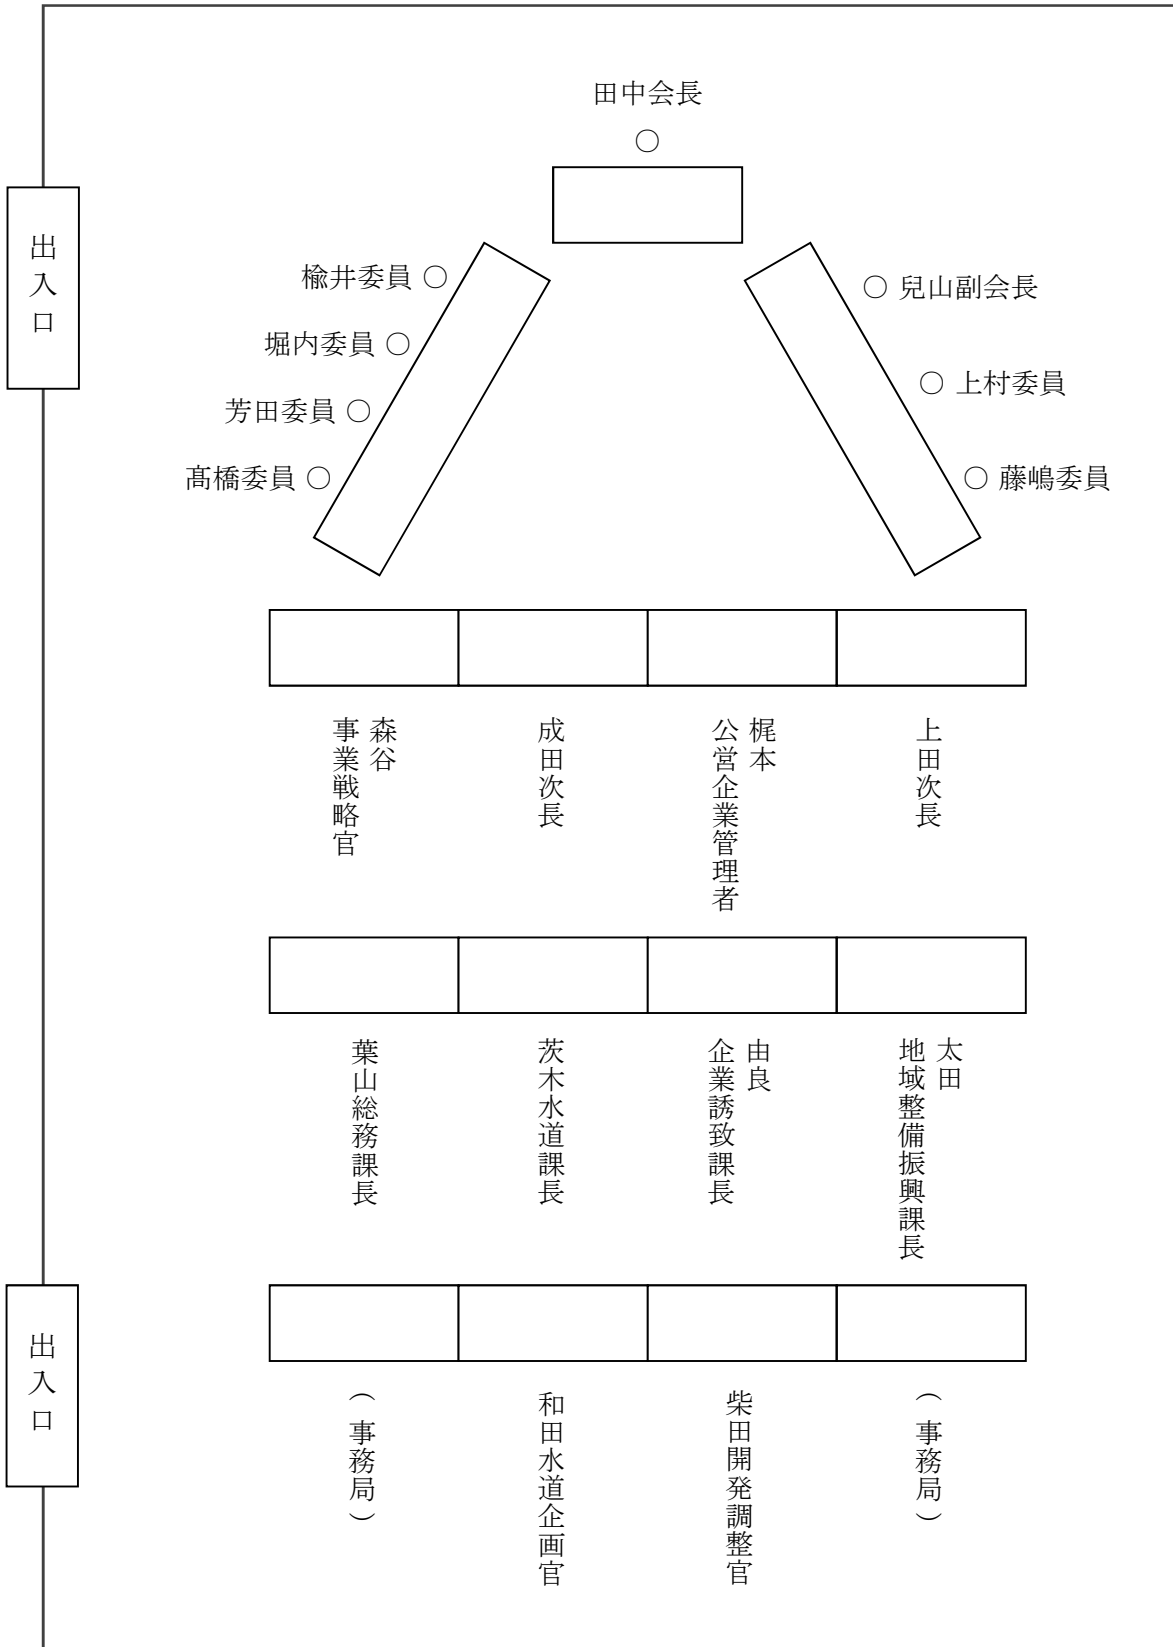 田中会長
○
出入口
楡井委員 ○
○ 兒山副会長
堀内委員 ○
○ 上村委員
芳田委員 ○
髙橋委員 ○
○ 藤嶋委員
森谷
事業戦略官
成田次長
梶本
公営企業管理者
上田次長
葉山総務課長
茨木水道課長
由良
企業誘致課長
太田
地域整備振興課長
出入口
(事務局)
和田水道企画官
柴田開発調整官
(事務局)